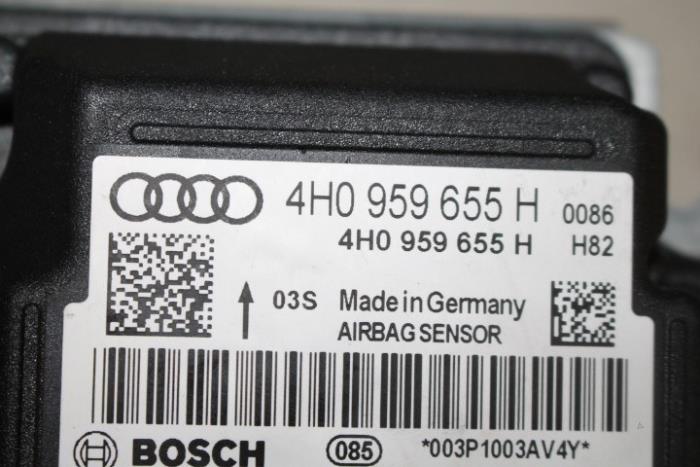 4H0 959 655 H 0086
4H0 959 655 H H82
03S Made in Germany
AIRBAG SENSOR
BOSCH 085 *003P1003AV4Y*